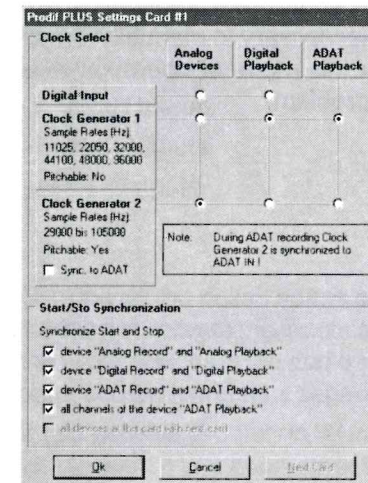 Prodif PLUS Settings Card #1
Clock Select
Analog Devices
Digital Playback
ADAT Playback
Digital Input
Clock Generator 1
Sample Rates [Hz]
11025, 22050, 32000,
44100, 48000, 96000
Pitchable: No
Clock Generator 2
Sample Rates [Hz]
29000 bis 105000
Pitchable: Yes
Sync. to ADAT
Note: During ADAT recording Clock
Generator 2 is synchronized to
ADAT IN !
Start/Sto Synchronization
Synchronize Start and Stop
device "Analog Record" and "Analog Playback"
device "Digital Record" and "Digital Playback"
device "ADAT Record" and "ADAT Playback"
all channels of the device "ADAT Playback"
all devices of this card with next card
Ok
Cancel
Next Card